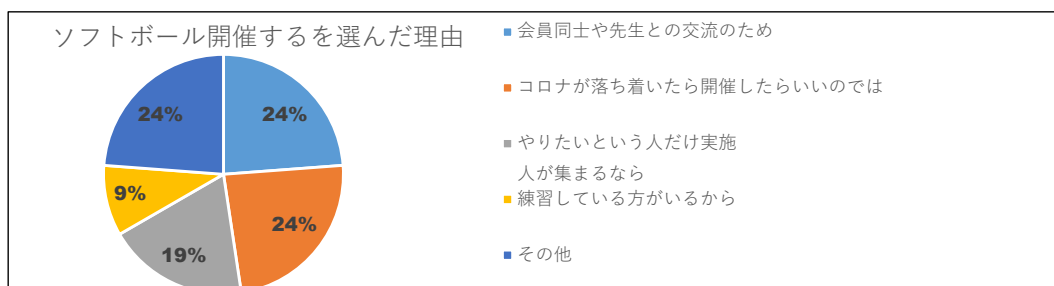 ソフトボール開催するを選んだ理由
24%
24%
9%
24%
19%
会員同士や先生との交流のため
コロナが落ち着いたら開催したらいいのでは
やりたいという人だけ実施
人が集まるなら
練習している方がいるから
その他